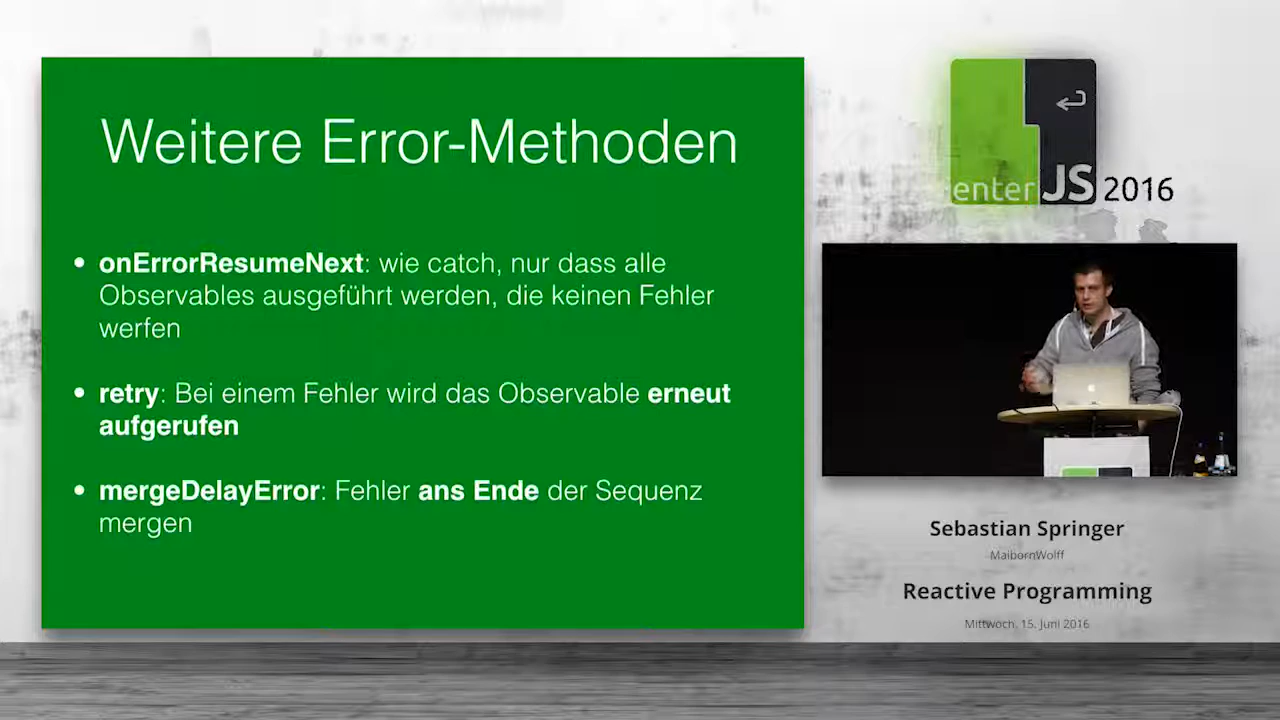 Weitere Error-Methoden
• onErrorResumeNext: wie catch, nur dass alle
Observables ausgeführt werden, die keinen Fehler
werfen
• retry: Bei einem Fehler wird das Observable erneut
aufgerufen
• mergeDelayError: Fehler ans Ende der Sequenz
mergen
enterJS 2016
Sebastian Springer
MaibornWolff
Reactive Programming
Mittwoch, 15. Juni 2016